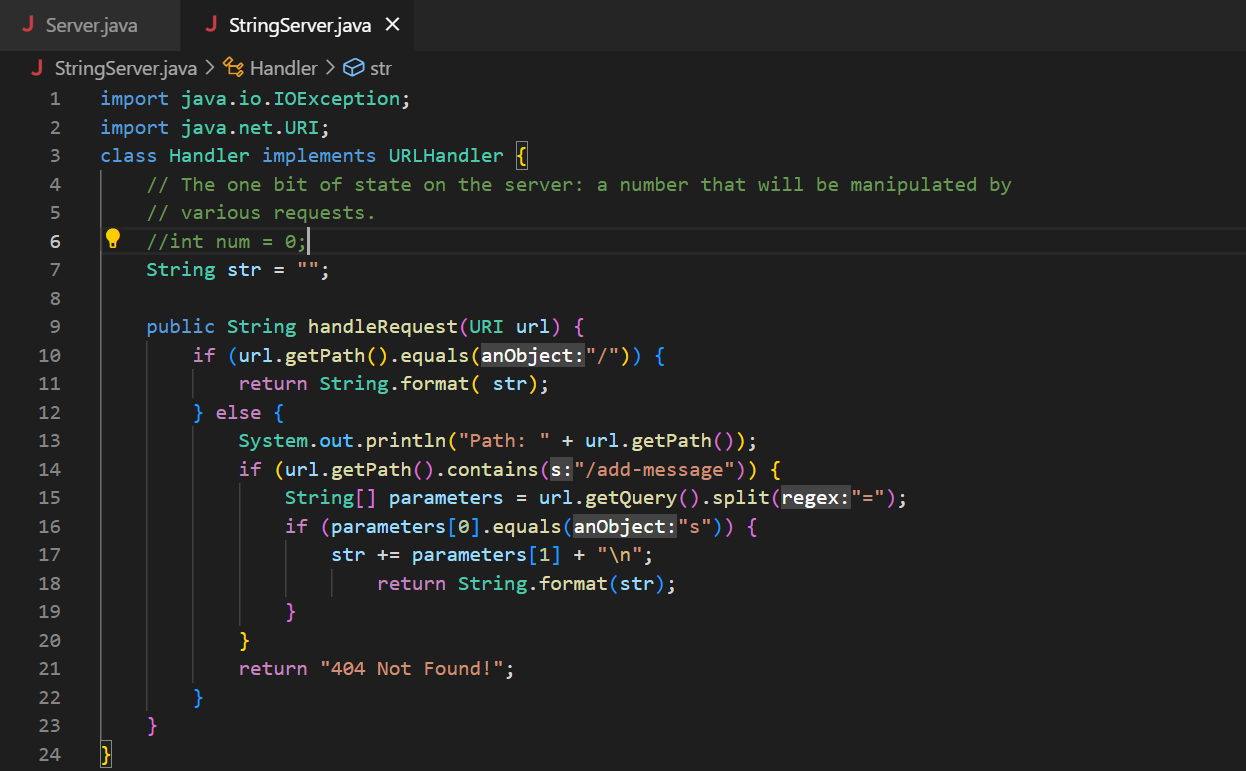 J Server.java J StringServer.java ×
J StringServer.java > Handler > str
1 import java.io.IOException;
2 import java.net.URI;
3 class Handler implements URLHandler {
4 // The one bit of state on the server: a number that will be manipulated by
5 // various requests.
6 //int num = 0;
7 String str = "";
8
9 public String handleRequest(URI url) {
10 if (url.getPath().equals(anObject:"/")) {
11 return String.format( str);
12 } else {
13 System.out.println("Path: " + url.getPath());
14 if (url.getPath().contains(s:"/add-message")) {
15 String[] parameters = url.getQuery().split(regex:"=");
16 if (parameters[0].equals(anObject:"s")) {
17 str += parameters[1] + "\n";
18 return String.format(str);
19 }
20 }
21 return "404 Not Found!";
22 }
23 }
24 }